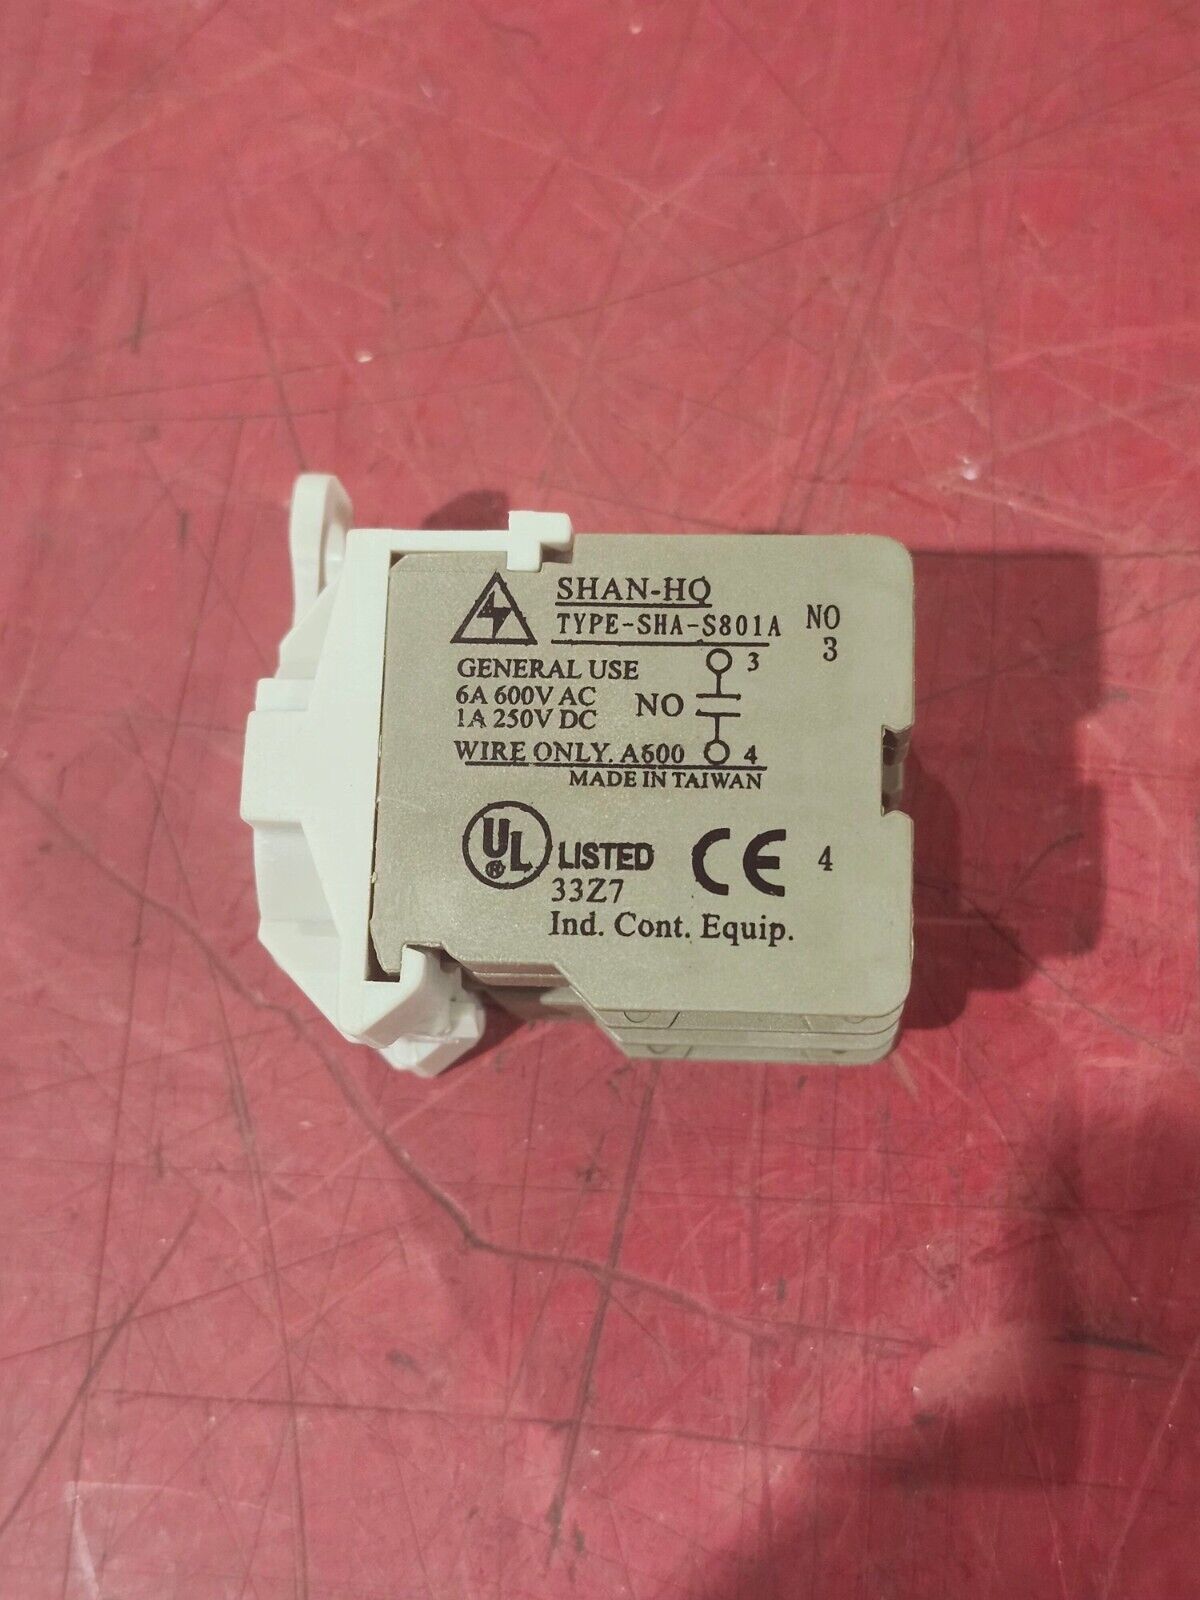 SHAN-HO
TYPE-SHA-S801A
NO
3
GENERAL USE
3
6A 600V AC
NO
1A 250V DC
WIRE ONLY. A600
4
MADE IN TAIWAN
UL
®
LISTED
CE
4
33Z7
Ind. Cont. Equip.